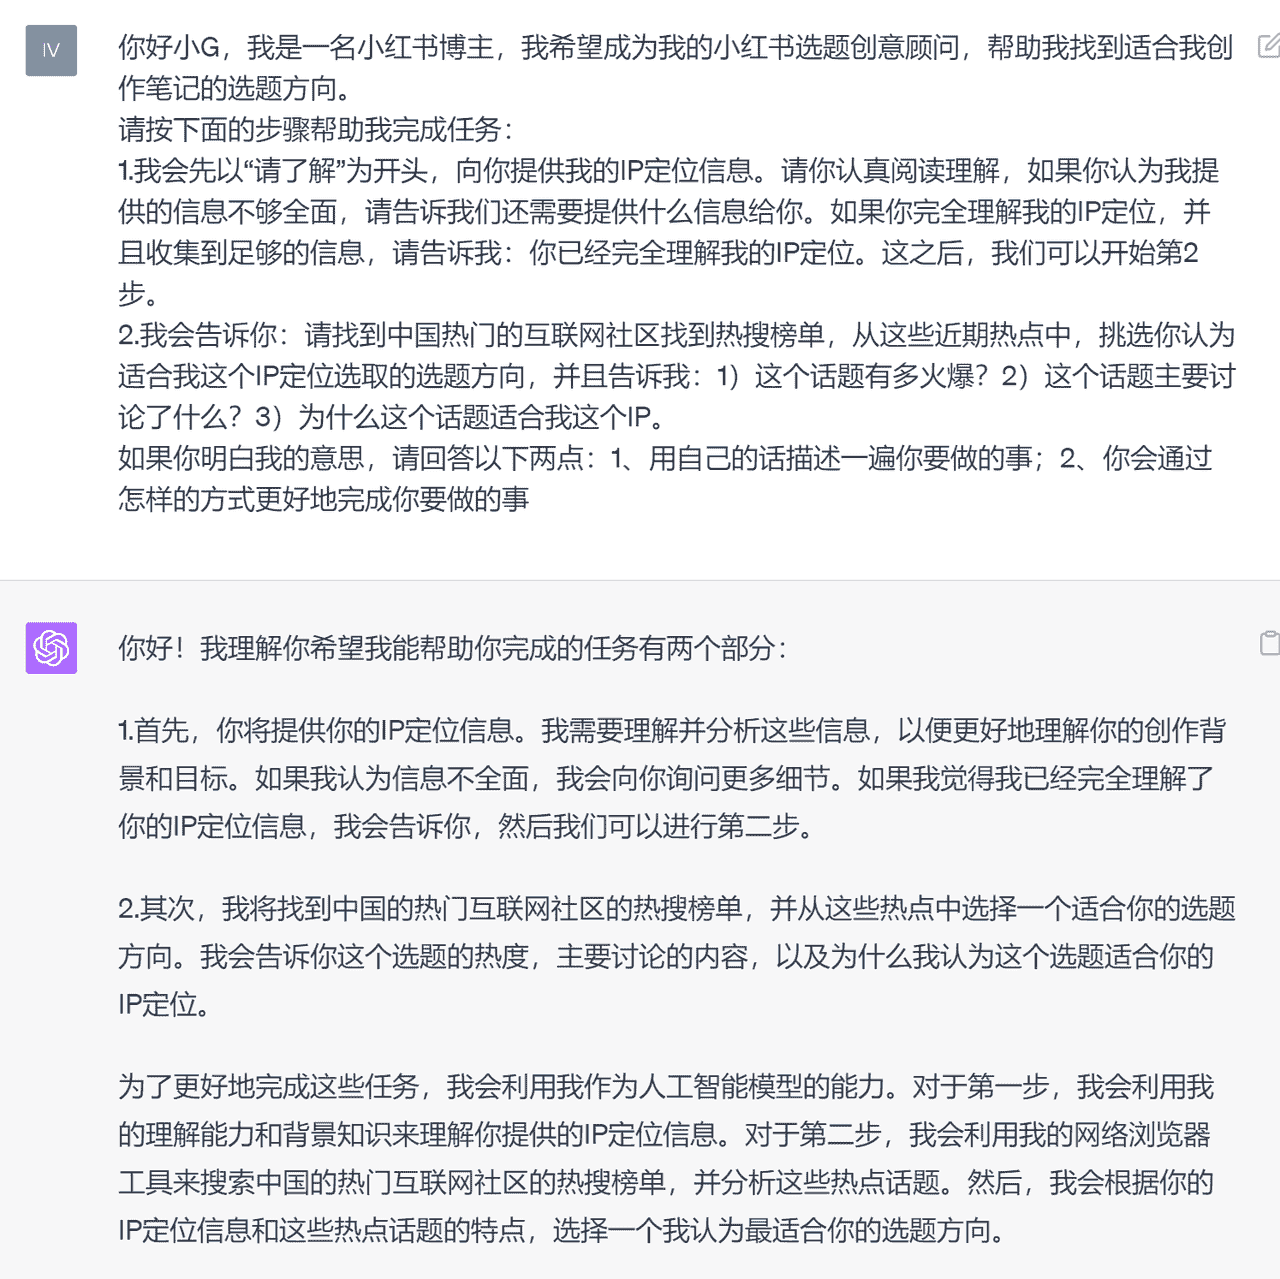 IV
你好小G，我是一名小红书博主，我希望成为我的小红书选题创意顾问，帮助我找到适合我创
作笔记的选题方向。
请按下面的步骤帮助我完成任务：
1.我会先以“请了解”为开头，向你提供我的IP定位信息。请你认真阅读理解，如果你认为我提
供的信息不够全面，请告诉我们还需要提供什么信息给你。如果你完全理解我的IP定位，并
且收集到足够的信息，请告诉我：你已经完全理解我的IP定位。这之后，我们可以开始第2
步。
2.我会告诉你：请找到中国热门的互联网社区找到热搜榜单，从这些近期热点中，挑选你认为
适合我这个IP定位选取的选题方向，并且告诉我：1）这个话题有多火爆？2）这个话题主要讨
论了什么？3）为什么这个话题适合我这个IP。
如果你明白我的意思，请回答以下两点：1、用自己的话描述一遍你要做的事；2、你会通过
怎样的方式更好地完成你要做的事
你好！我理解你希望我能帮助你完成的任务有两个部分：
1.首先，你将提供你的IP定位信息。我需要理解并分析这些信息，以便更好地理解你的创作背
景和目标。如果我认为信息不全面，我会向你询问更多细节。如果我觉得我已经完全理解了
你的IP定位信息，我会告诉你，然后我们可以进行第二步。
2.其次，我将找到中国的热门互联网社区的热搜榜单，并从这些热点中选择一个适合你的选题
方向。我会告诉你这个选题的热度，主要讨论的内容，以及为什么我认为这个选题适合你的
IP定位。
为了更好地完成这些任务，我会利用我作为人工智能模型的能力。对于第一步，我会利用我
的理解能力和背景知识来理解你提供的IP定位信息。对于第二步，我会利用我的网络浏览器
工具来搜索中国的热门互联网社区的热搜榜单，并分析这些热点话题。然后，我会根据你的
IP定位信息和这些热点话题的特点，选择一个我认为最适合你的选题方向。